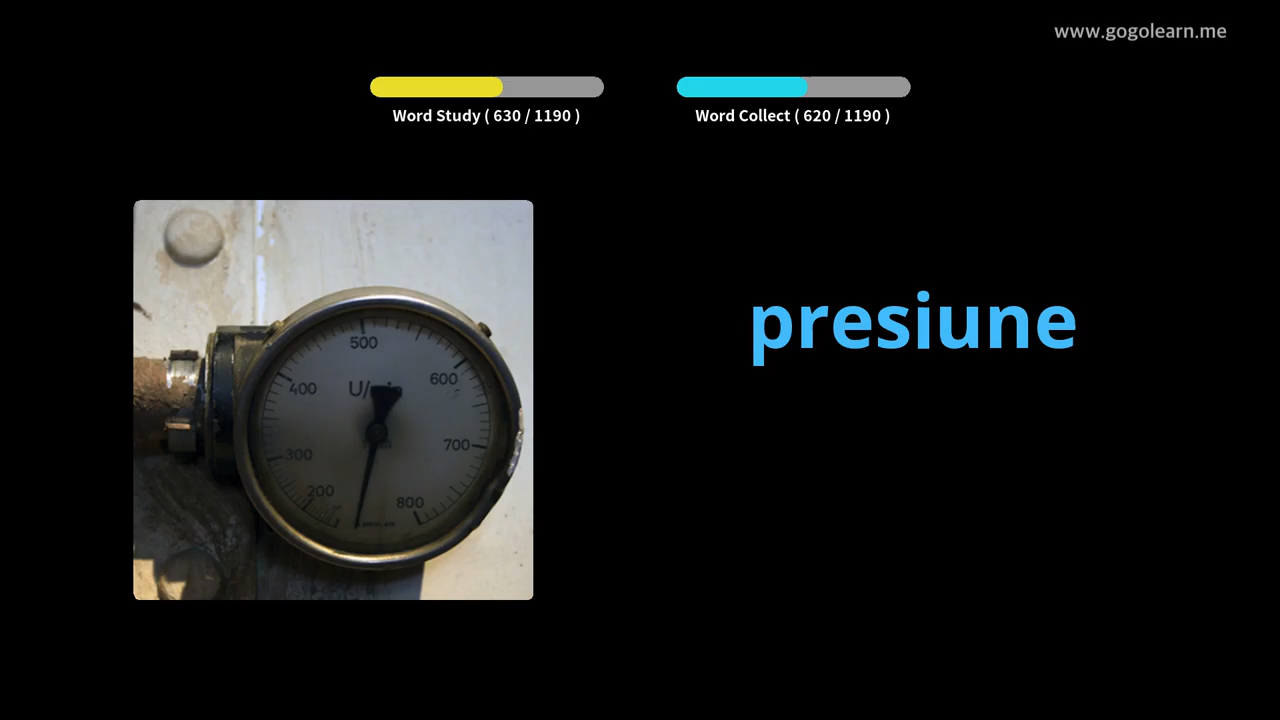 www.gogolearn.me
Word Study ( 630 / 1190 )
Word Collect ( 620 / 1190 )
presiune
500
400
U/
600
300
700
200
800